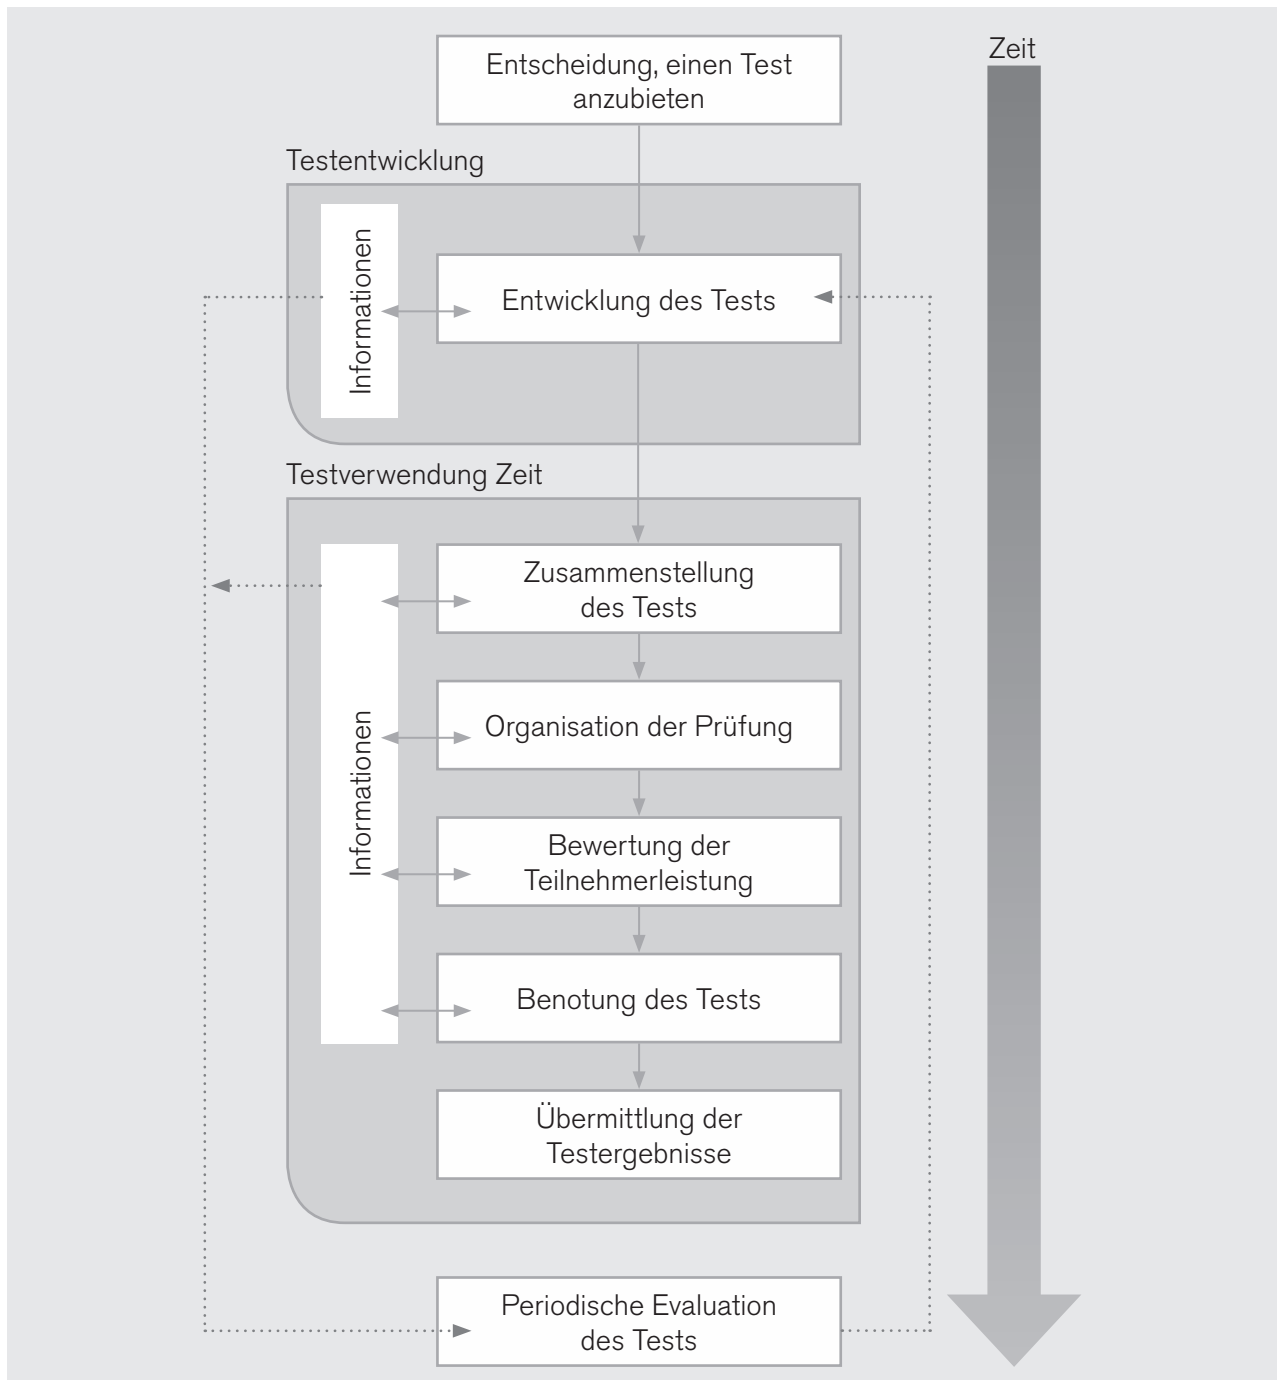 Entscheidung, einen Test
anzubieten
Zeit
Testentwicklung
Informationen
Entwicklung des Tests
Testverwendung Zeit
Informationen
Zusammenstellung
des Tests
Organisation der Prüfung
Bewertung der
Teilnehmerleistung
Benotung des Tests
Übermittlung der
Testergebnisse
Periodische Evaluation
des Tests